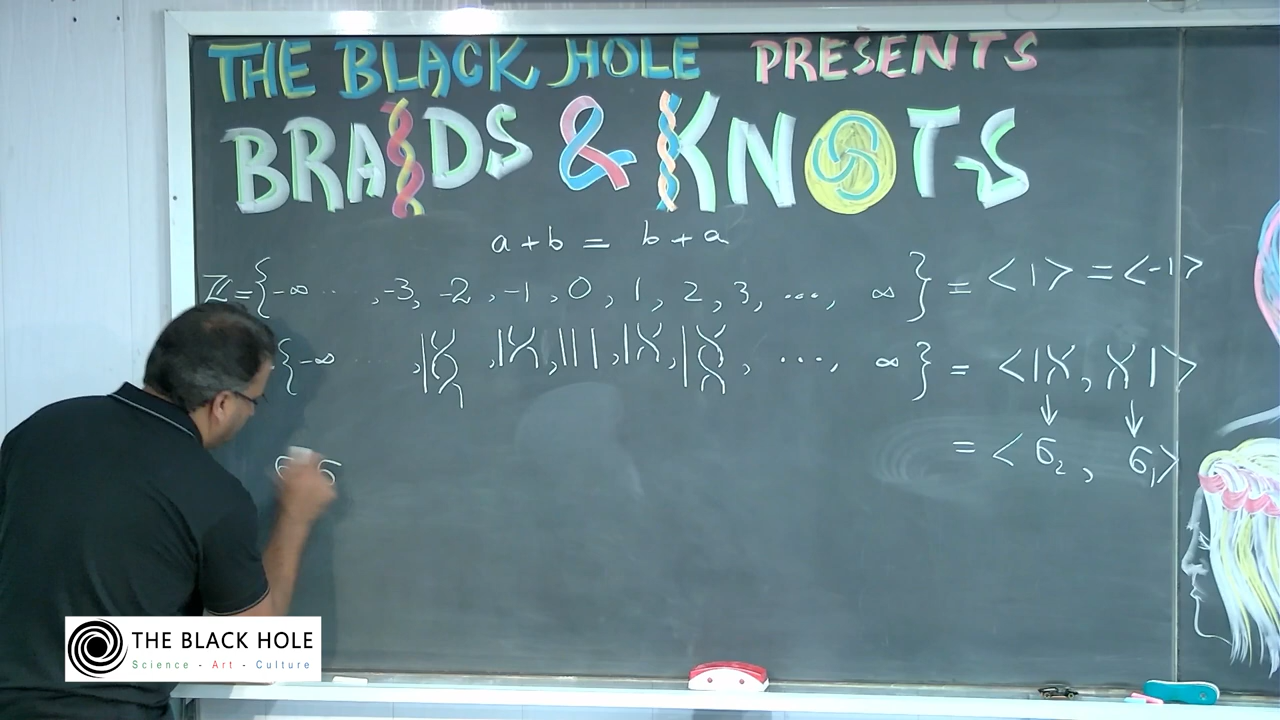 THE BLACK HOLE PRESENTS
BRAIDS & KNOTS
a + b = b + a
Z = { -∞ ... , -3, -2, -1, 0, 1, 2, 3, ..., ∞ } = <1> = <-1>
{ -∞ ... , ... , ∞ } = < | X , X | >
= < σ₂ , σ₁ >
THE BLACK HOLE
Science - Art - Culture